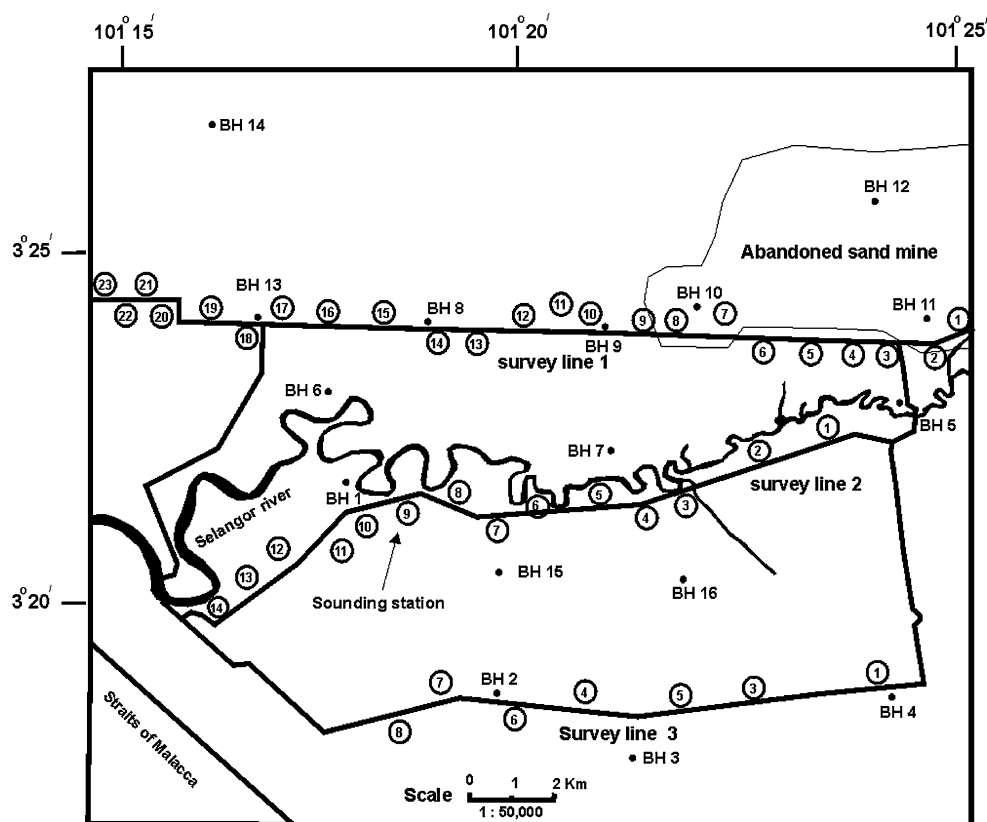 101° 15′ 101° 20′ 101° 25′
BH 14
BH 12
3° 25′
Abandoned sand mine
23 21 BH 13 BH 10
22 20 19 17 16 15 BH 8 12 11 10 9 8 7 BH 11 1
18 14 13 BH 9 6 5 4 3 2
survey line 1
BH 6
BH 5
1
BH 7 2
survey line 2
BH 1 8 5
Selangor river 10 9 7 6 4 3
12 11
13 BH 15 BH 16
3° 20′
14 Sounding station
7 BH 2 4 5 3 1
BH 4
8 6
Survey line 3
Straits of Malacca
BH 3
Scale 0 1 2 Km
1 : 50,000